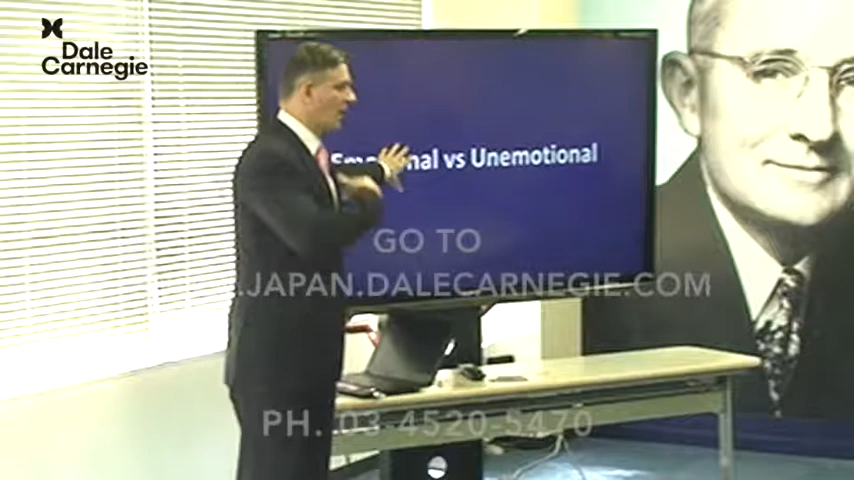 Dale
Carnegie
vs Unemotional
GO TO
.JAPAN.DALECARNEGIE.COM
PH. 03-4520-5470